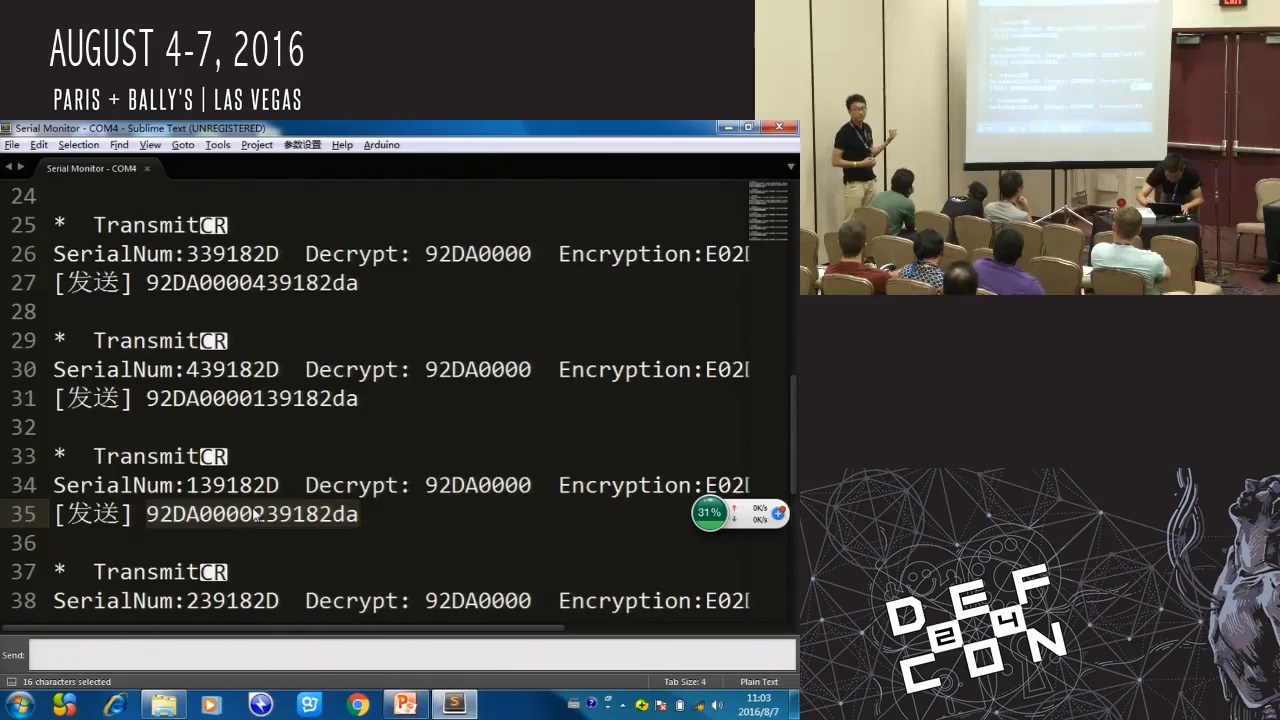 AUGUST 4-7, 2016
PARIS + BALLY'S | LAS VEGAS
EXIT
Serial Monitor - COM4 - Sublime Text (UNREGISTERED)
File Edit Selection Find View Goto Tools Project 参数设置 Help Arduino
Serial Monitor - COM4 ×
24
25 * TransmitCR
26 SerialNum:339182D Decrypt: 92DA0000 Encryption:E02
27 [发送] 92DA0000439182da
28
29 * TransmitCR
30 SerialNum:439182D Decrypt: 92DA0000 Encryption:E02
31 [发送] 92DA0000139182da
32
33 * TransmitCR
34 SerialNum:139182D Decrypt: 92DA0000 Encryption:E02
35 [发送] 92DA0000239182da
36
37 * TransmitCR
38 SerialNum:239182D Decrypt: 92DA0000 Encryption:E02
31% 0K/s
0K/s
Send:
16 characters selected Tab Size: 4 Plain Text
11:03
2016/8/7
DEF
24
CON